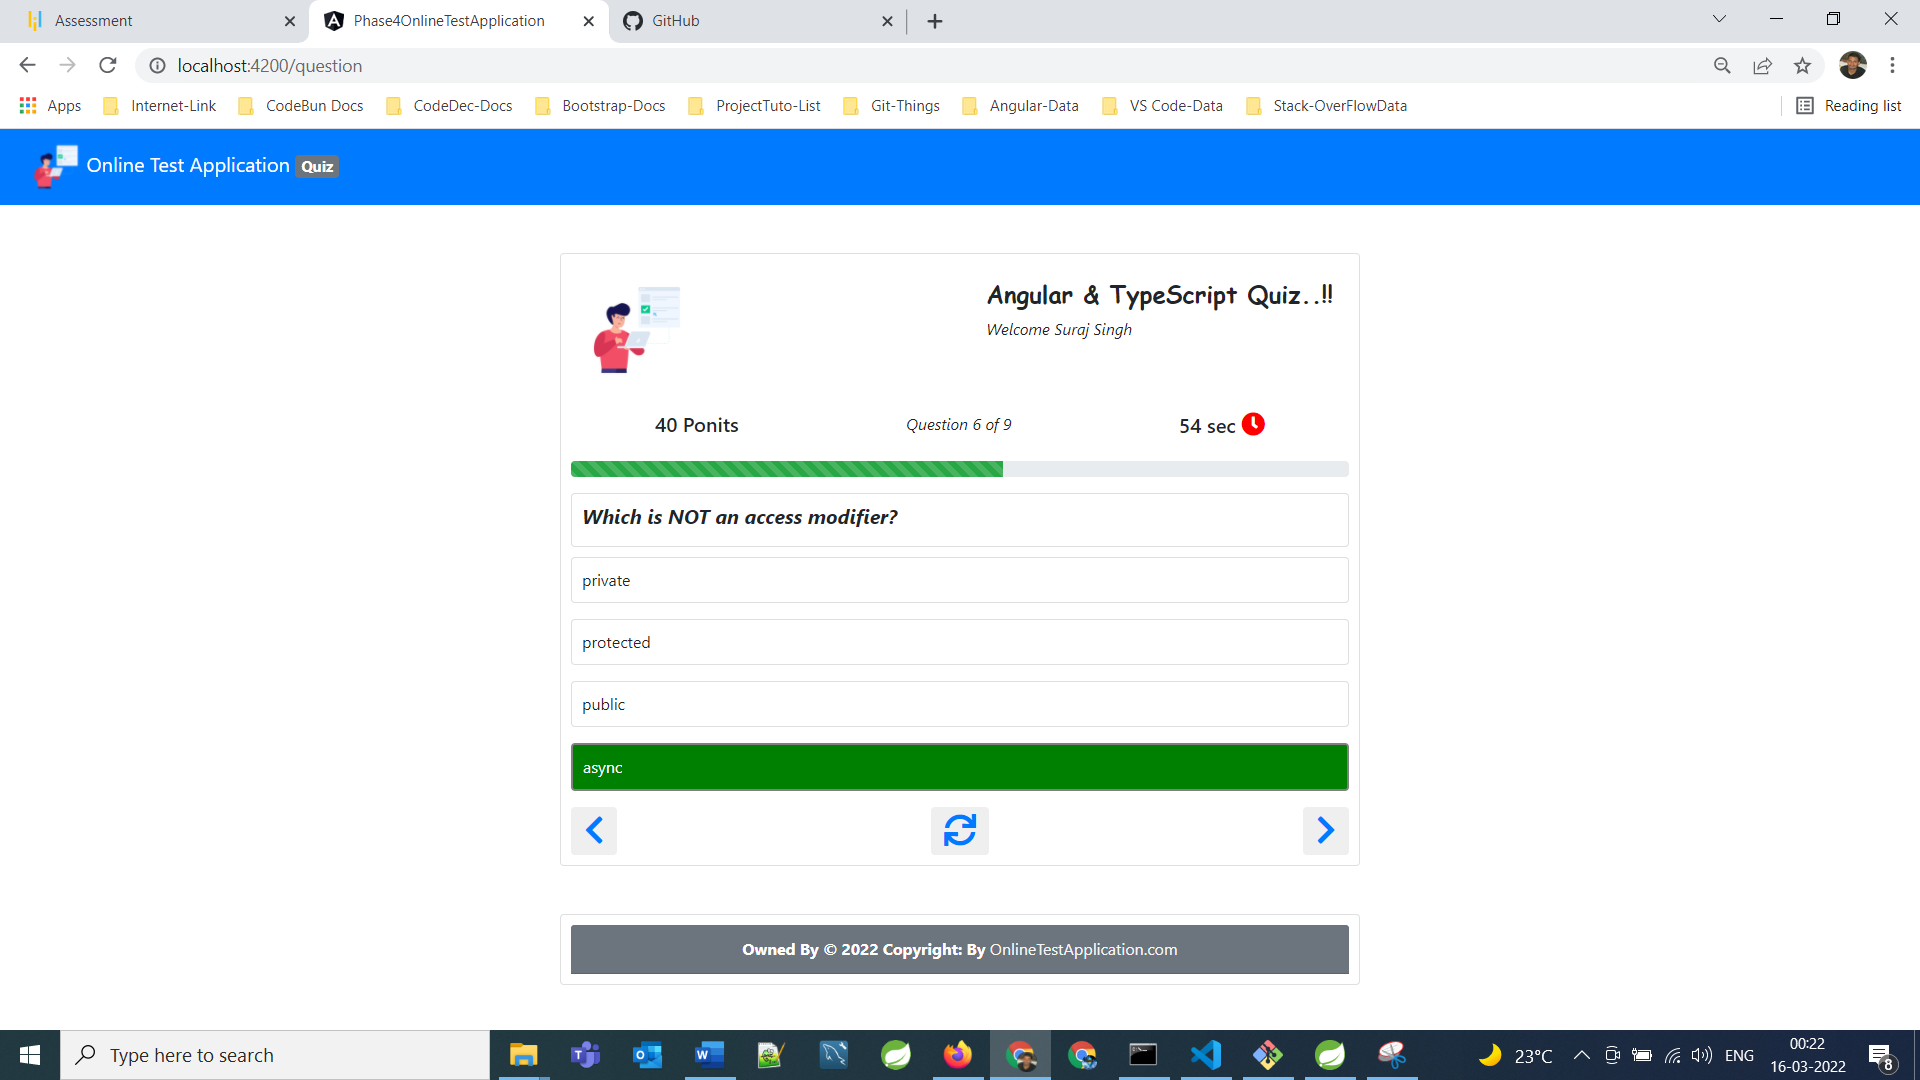 Assessment
Phase4OnlineTestApplication
GitHub
localhost:4200/question
Apps
Internet-Link
CodeBun Docs
CodeDec-Docs
Bootstrap-Docs
ProjectTuto-List
Git-Things
Angular-Data
VS Code-Data
Stack-OverFlowData
Reading list
Online Test Application Quiz
Angular & TypeScript Quiz..!!
Welcome Suraj Singh
40 Ponits
Question 6 of 9
54 sec
Which is NOT an access modifier?
private
protected
public
async
Owned By © 2022 Copyright: By OnlineTestApplication.com
Type here to search
23°C
ENG
00:22
16-03-2022
8